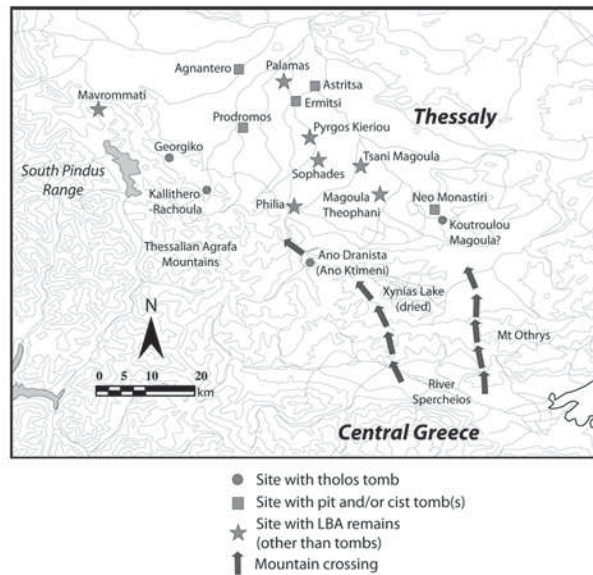 Agnantero
Palamas
Astritsa
Ermitsi
Mavrommati
Thessaly
Prodromos
Pyrgos Kieriou
Georgiko
South Pindus
Range
Sophades
Tsani Magoula
Kallithero
-Rachoula
Philia
Magoula
Theophani
Neo Monastiri
Koutroulou
Magoula?
Thessalian Agrafa
Mountains
Ano Dranista
(Ano Ktimeni)
Xynias Lake
(dried)
N
Mt Othrys
0 5 10 20
km
River
Spercheios
Central Greece
Site with tholos tomb
Site with pit and/or cist tomb(s)
Site with LBA remains
(other than tombs)
Mountain crossing